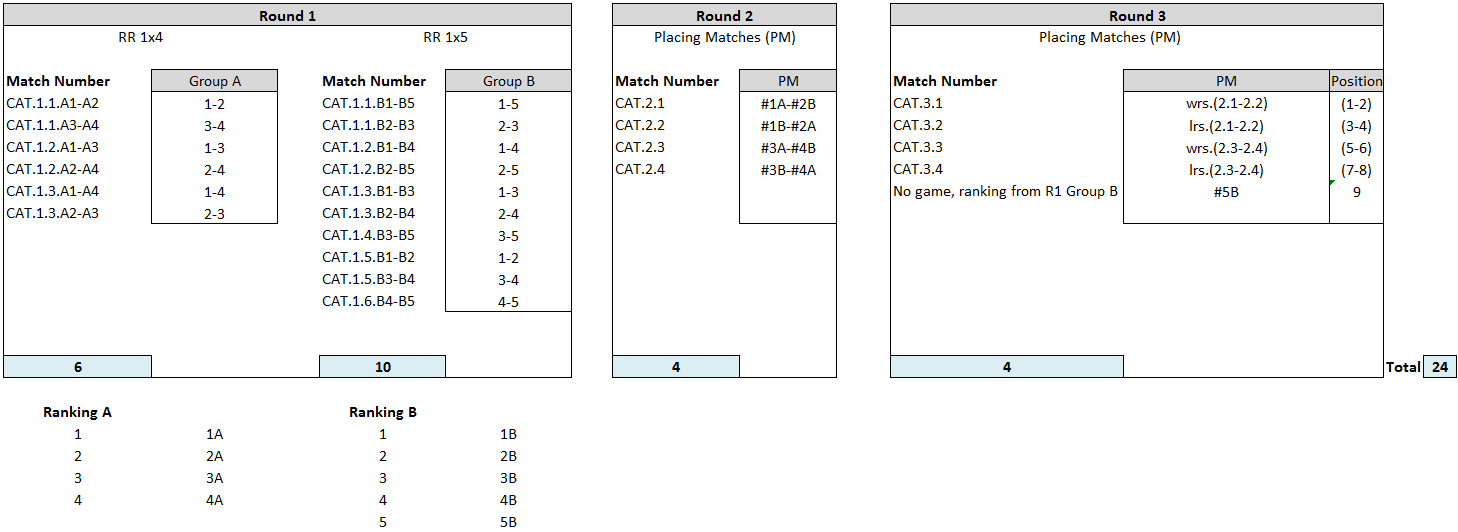 Round 1 Round 2 Round 3
RR 1x4 RR 1x5 Placing Matches (PM) Placing Matches (PM)
Match Number Group A Match Number Group B Match Number PM Match Number PM Position
CAT.1.1.A1-A2 1-2 CAT.1.1.B1-B5 1-5 CAT.2.1 #1A-#2B CAT.3.1 wrs.(2.1-2.2) (1-2)
CAT.1.1.A3-A4 3-4 CAT.1.1.B2-B3 2-3 CAT.2.2 #1B-#2A CAT.3.2 lrs.(2.1-2.2) (3-4)
CAT.1.2.A1-A3 1-3 CAT.1.2.B1-B4 1-4 CAT.2.3 #3A-#4B CAT.3.3 wrs.(2.3-2.4) (5-6)
CAT.1.2.A2-A4 2-4 CAT.1.2.B2-B5 2-5 CAT.2.4 #3B-#4A CAT.3.4 lrs.(2.3-2.4) (7-8)
CAT.1.3.A1-A4 1-4 CAT.1.3.B1-B3 1-3 No game, ranking from R1 Group B #5B 9
CAT.1.3.A2-A3 2-3 CAT.1.3.B2-B4 2-4
CAT.1.4.B3-B5 3-5
CAT.1.5.B1-B2 1-2
CAT.1.5.B3-B4 3-4
CAT.1.6.B4-B5 4-5
6 10 4 4 Total 24
Ranking A Ranking B
1 1A 1 1B
2 2A 2 2B
3 3A 3 3B
4 4A 4 4B
5 5B